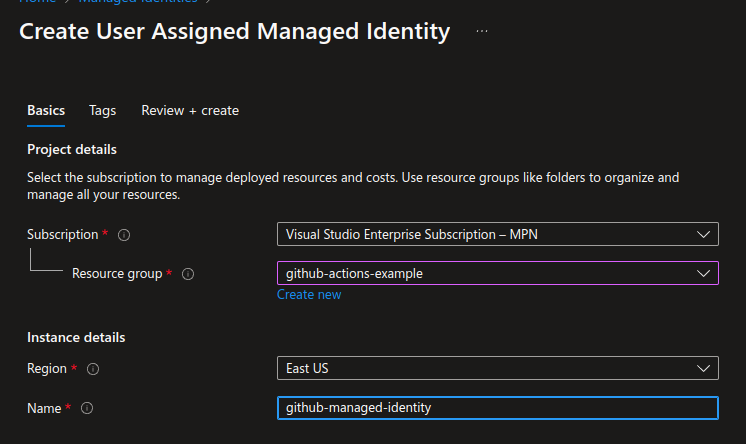 Home > Managed Identities >
Create User Assigned Managed Identity ...
Basics Tags Review + create
Project details
Select the subscription to manage deployed resources and costs. Use resource groups like folders to organize and
manage all your resources.
Subscription * Visual Studio Enterprise Subscription – MPN
Resource group * github-actions-example
Create new
Instance details
Region * East US
Name * github-managed-identity